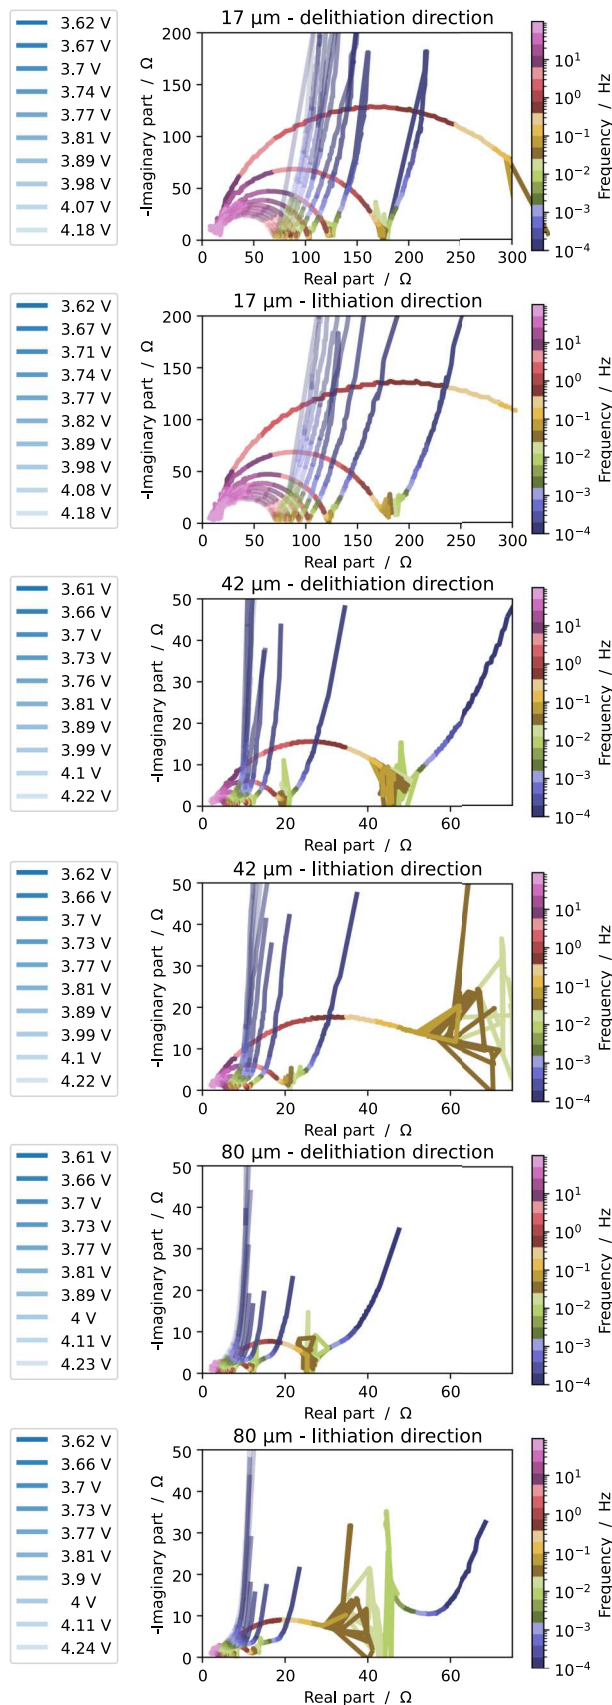 17 µm - delithiation direction
3.62 V
3.67 V
3.7 V
3.74 V
3.77 V
3.81 V
3.89 V
3.98 V
4.07 V
4.18 V
-Imaginary part / Ω
200
150
100
50
0
0 50 100 150 200 250 300
Real part / Ω
10¹
10⁰
10⁻¹
10⁻²
10⁻³
10⁻⁴
Frequency / Hz
17 µm - lithiation direction
3.62 V
3.67 V
3.71 V
3.74 V
3.77 V
3.82 V
3.89 V
3.98 V
4.08 V
4.18 V
-Imaginary part / Ω
200
150
100
50
0
0 50 100 150 200 250 300
Real part / Ω
10¹
10⁰
10⁻¹
10⁻²
10⁻³
10⁻⁴
Frequency / Hz
42 µm - delithiation direction
3.61 V
3.66 V
3.7 V
3.73 V
3.76 V
3.81 V
3.89 V
3.99 V
4.1 V
4.22 V
-Imaginary part / Ω
50
40
30
20
10
0
0 20 40 60
Real part / Ω
10¹
10⁰
10⁻¹
10⁻²
10⁻³
10⁻⁴
Frequency / Hz
42 µm - lithiation direction
3.62 V
3.66 V
3.7 V
3.73 V
3.77 V
3.81 V
3.89 V
3.99 V
4.1 V
4.22 V
-Imaginary part / Ω
50
40
30
20
10
0
0 20 40 60
Real part / Ω
10¹
10⁰
10⁻¹
10⁻²
10⁻³
10⁻⁴
Frequency / Hz
80 µm - delithiation direction
3.61 V
3.66 V
3.7 V
3.73 V
3.77 V
3.81 V
3.89 V
4 V
4.11 V
4.23 V
-Imaginary part / Ω
50
40
30
20
10
0
0 20 40 60
Real part / Ω
10¹
10⁰
10⁻¹
10⁻²
10⁻³
10⁻⁴
Frequency / Hz
80 µm - lithiation direction
3.62 V
3.66 V
3.7 V
3.73 V
3.77 V
3.81 V
3.9 V
4 V
4.11 V
4.24 V
-Imaginary part / Ω
50
40
30
20
10
0
0 20 40 60
Real part / Ω
10¹
10⁰
10⁻¹
10⁻²
10⁻³
10⁻⁴
Frequency / Hz